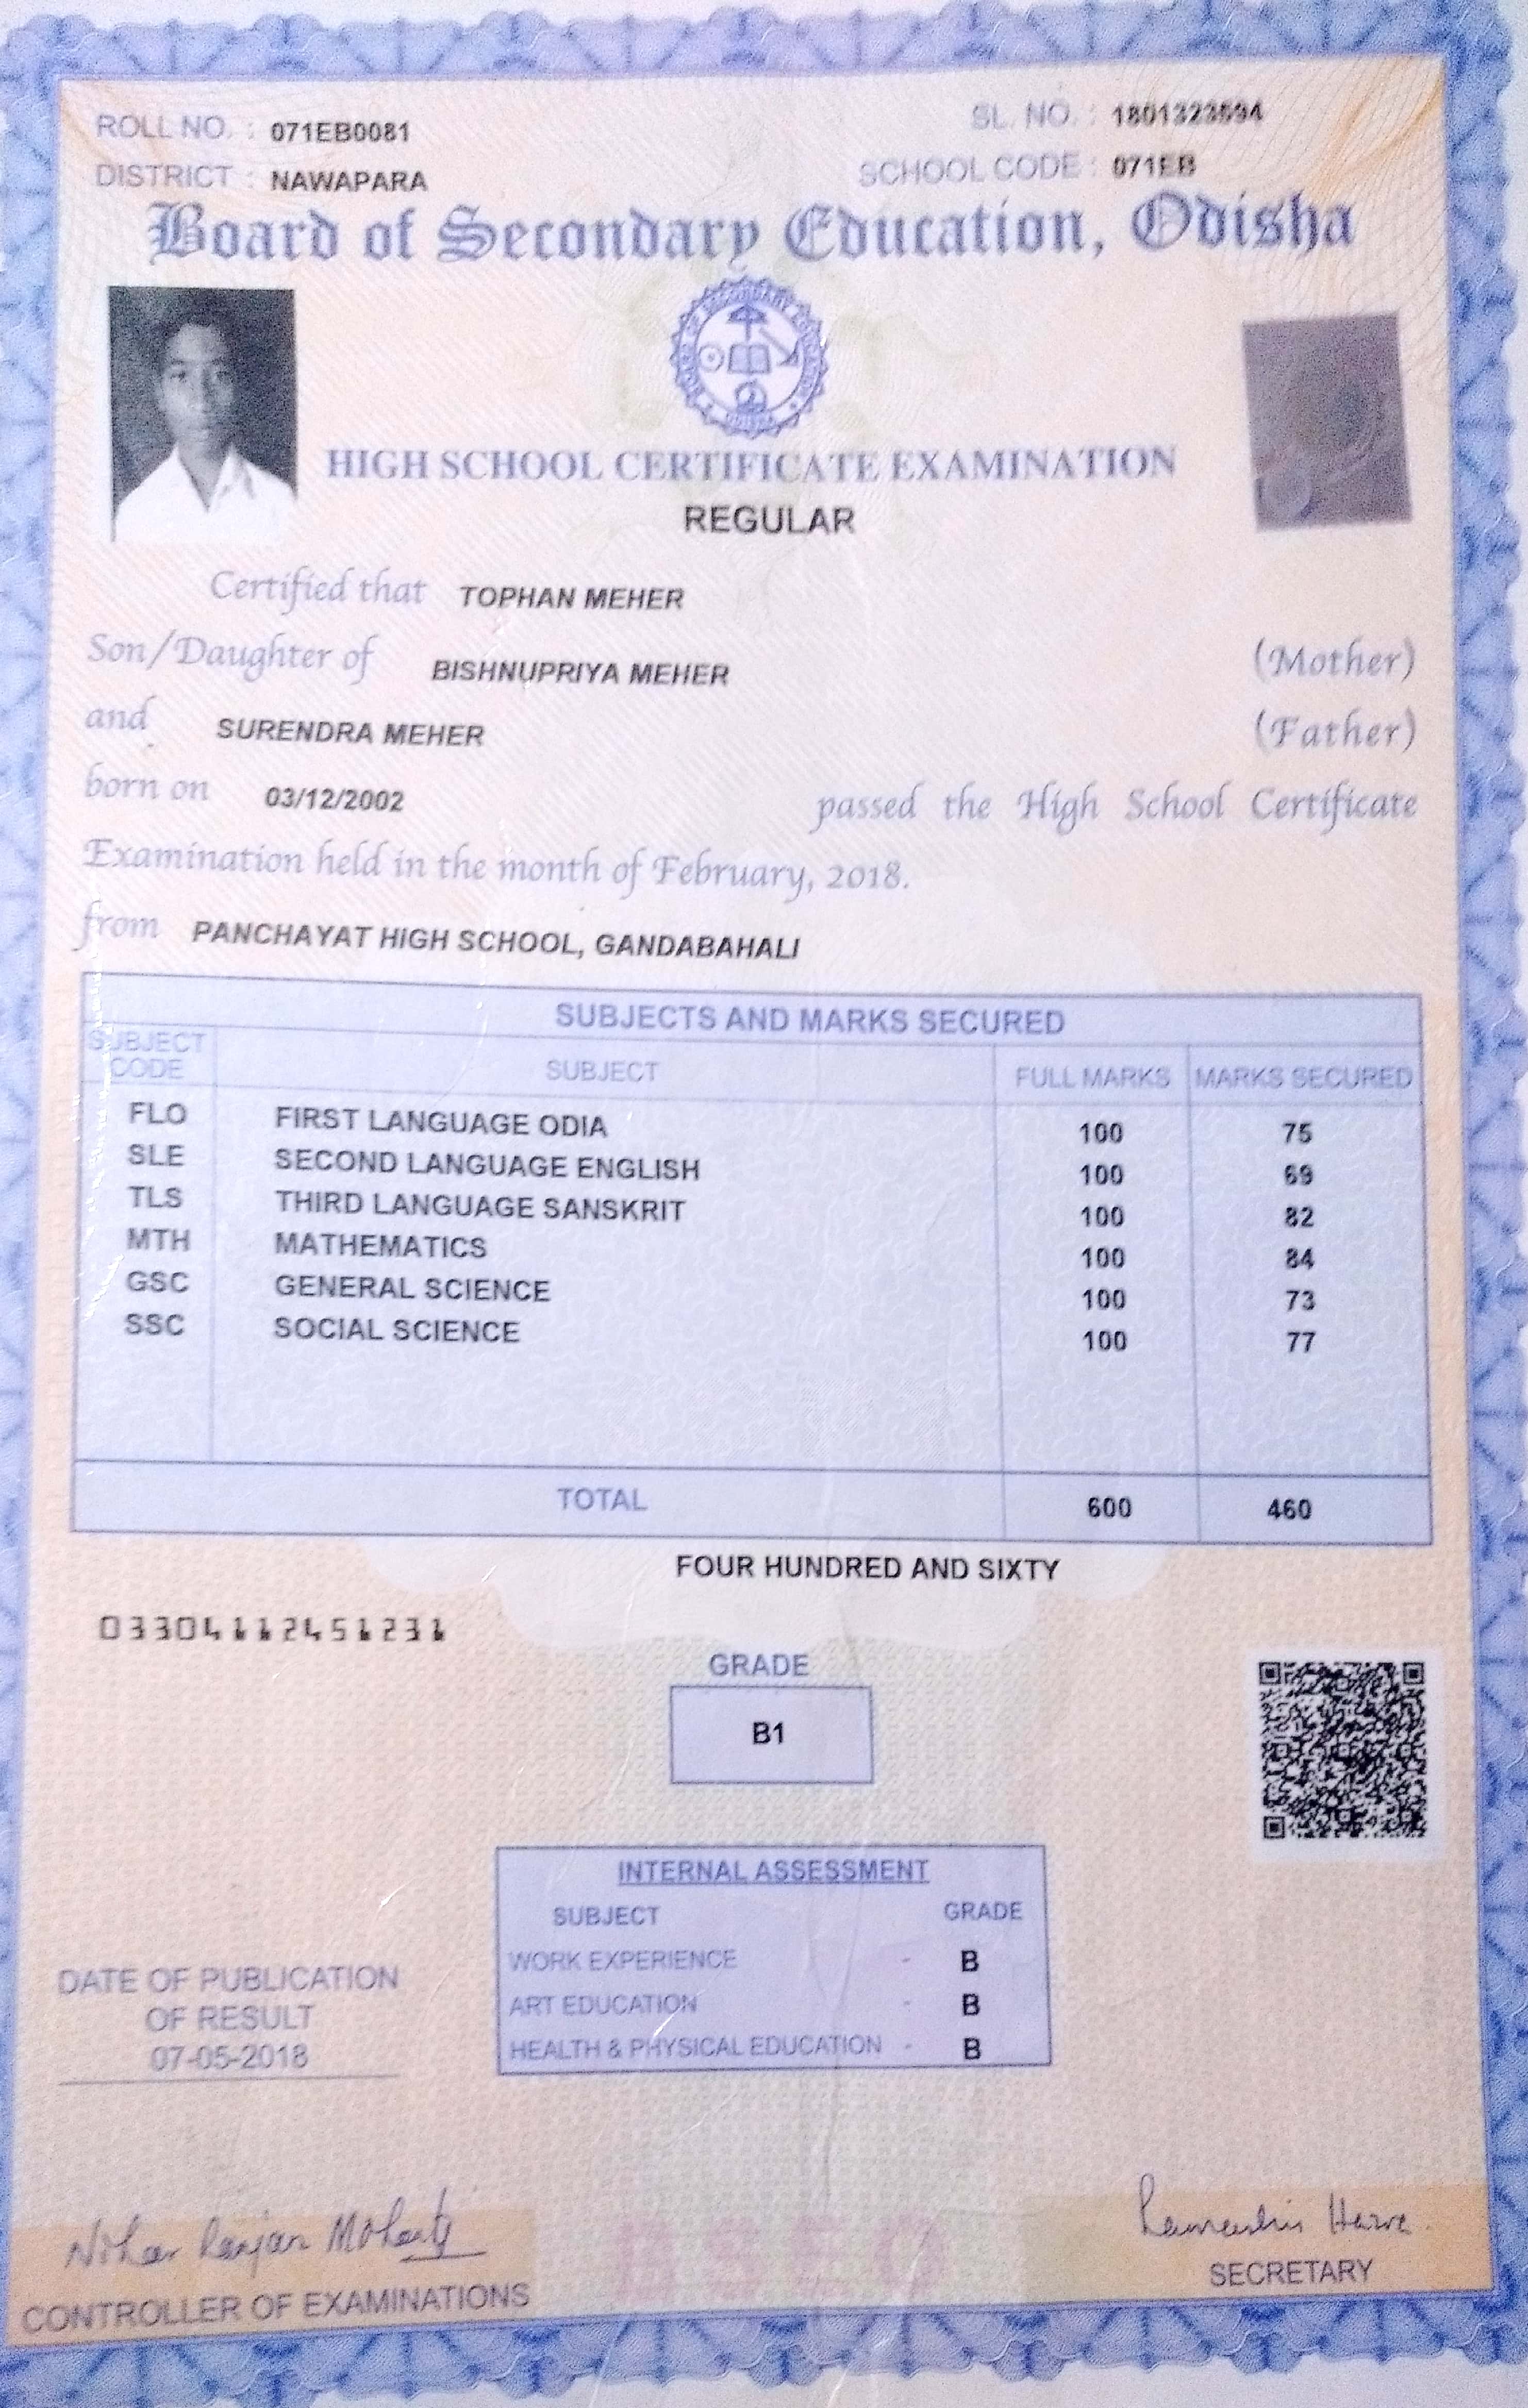 ROLL NO. : 071EB0081
SL. NO. : 1801323594
DISTRICT : NAWAPARA
SCHOOL CODE : 071EB
Board of Secondary Education, Odisha
HIGH SCHOOL CERTIFICATE EXAMINATION
REGULAR
Certified that TOPHAN MEHER
Son/Daughter of BISHNUPRIYA MEHER (Mother)
and SURENDRA MEHER (Father)
born on 03/12/2002 passed the High School Certificate
Examination held in the month of February, 2018.
from PANCHAYAT HIGH SCHOOL, GANDABAHALI
SUBJECTS AND MARKS SECURED
SUBJECT CODE SUBJECT FULL MARKS MARKS SECURED
FLO FIRST LANGUAGE ODIA 100 75
SLE SECOND LANGUAGE ENGLISH 100 69
TLS THIRD LANGUAGE SANSKRIT 100 82
MTH MATHEMATICS 100 84
GSC GENERAL SCIENCE 100 73
SSC SOCIAL SCIENCE 100 77
TOTAL 600 460
FOUR HUNDRED AND SIXTY
03304112451231
GRADE
B1
INTERNAL ASSESSMENT
SUBJECT GRADE
WORK EXPERIENCE - B
ART EDUCATION - B
HEALTH & PHYSICAL EDUCATION - B
DATE OF PUBLICATION
OF RESULT
07-05-2018
Nihar Ranjan Mohanty
CONTROLLER OF EXAMINATIONS
SECRETARY